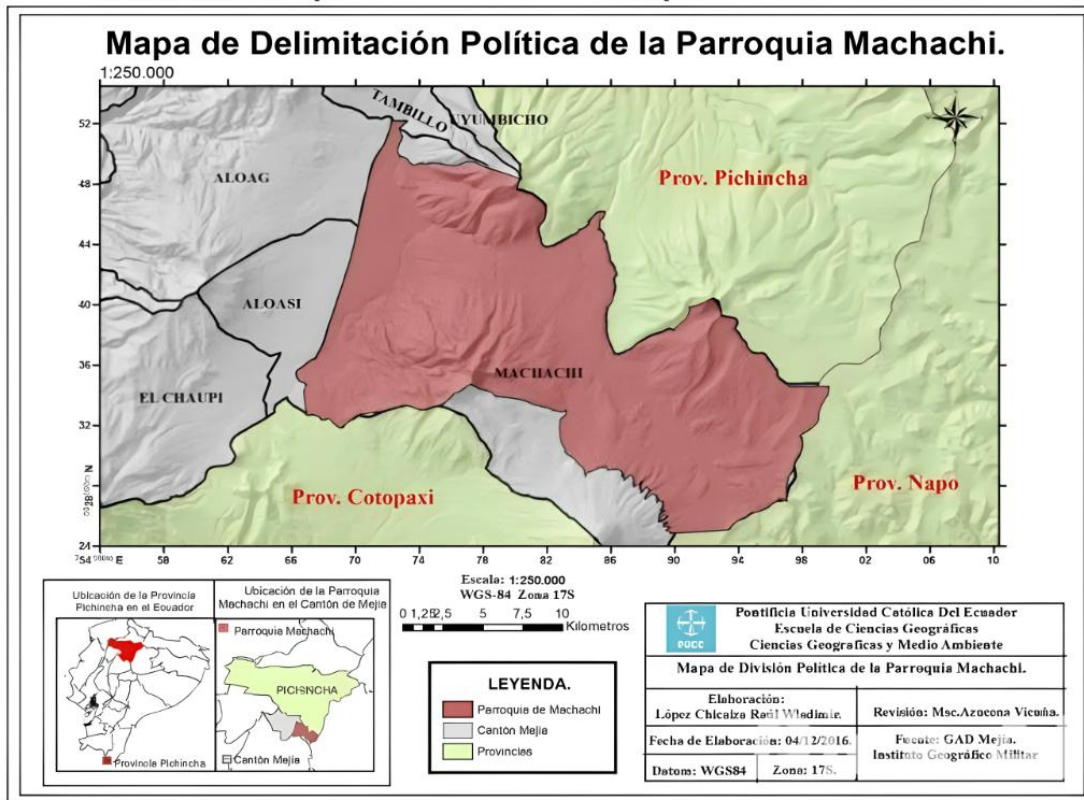 Mapa de Delimitación Política de la Parroquia Machachi.
1:250.000
52
48
44
40
36
32
28
24
N
TAMBILLO
UYUMBICHO
ALOAG
Prov. Pichincha
ALOASI
MACHACHI
EL CHAUPI
Prov. Cotopaxi
Prov. Napo
E 58 62 66 70 74 78 82 86 90 94 98 02 06 10
Ubicación de la Provincia
Pichincha en el Ecuador
Provincia Pichincha
Ubicación de la Parroquia
Machachi en el Cantón de Mejía
Parroquia Machachi
PICHINCHA
Cantón Mejía
Escala: 1:250.000
WGS-84 Zona 17S
0 1,25 2,5 5 7,5 10
Kilometros
LEYENDA.
Parroquia de Machachi
Cantón Mejía
Provincias
PUCE
Pontificia Universidad Católica Del Ecuador
Escuela de Ciencias Geográficas
Ciencias Geograficas y Medio Ambiente
Mapa de División Política de la Parroquia Machachi.
Elaboración:
López Chicaiza Raúl Wladimir.
Revisión: Msc.Azucena Vicuña.
Fecha de Elaboración: 04/12/2016.
Fuente: GAD Mejía.
Instituto Geográfico Militar
Datum: WGS84
Zona: 17S.